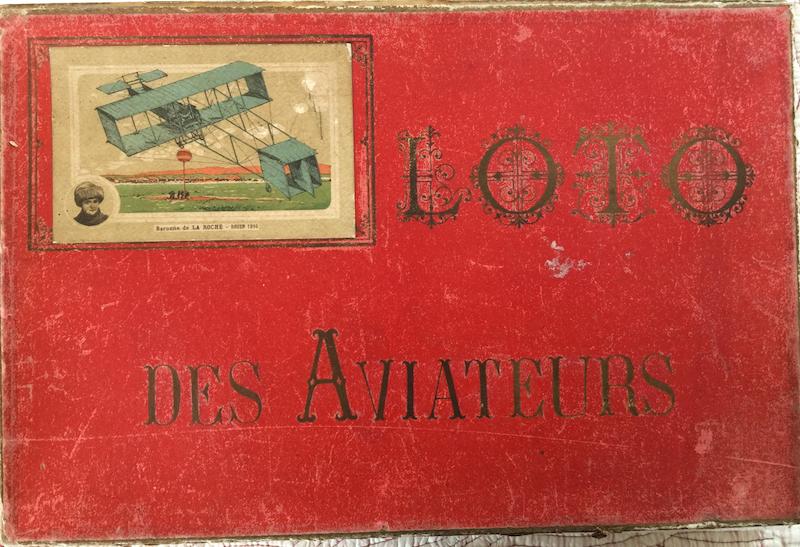 LOTO
Baronne de LA ROCHE - ROUEN 1910
DES AVIATEURS